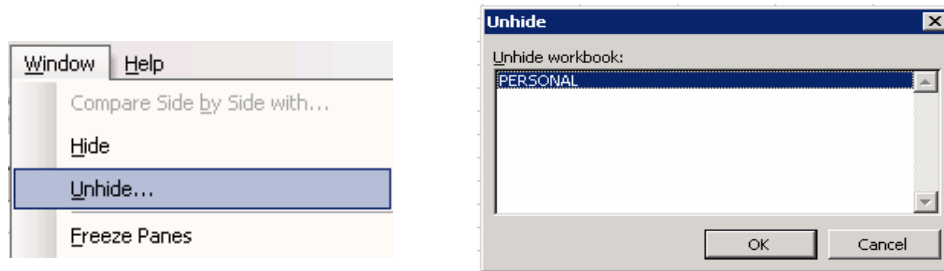 Window Help
Compare Side by Side with...
Hide
Unhide...
Freeze Panes
Unhide
Unhide workbook:
PERSONAL
OK Cancel